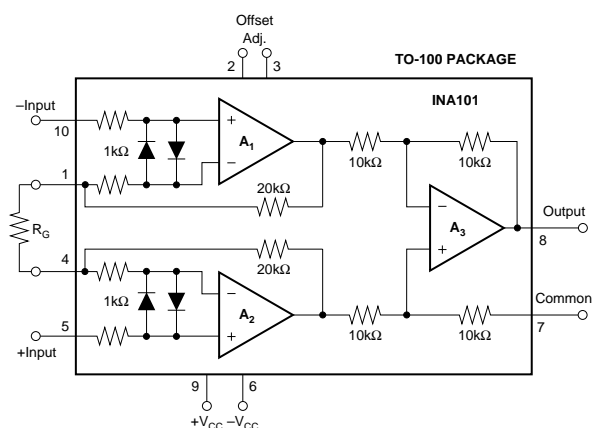 Offset
Adj.
2
3
TO-100 PACKAGE
–Input
INA101
10
1kΩ
+
A1
–
10kΩ
10kΩ
1
20kΩ
RG
–
A3
+
Output
8
4
20kΩ
1kΩ
–
A2
+
Common
5
10kΩ
10kΩ
7
+Input
9
6
+VCC
–VCC